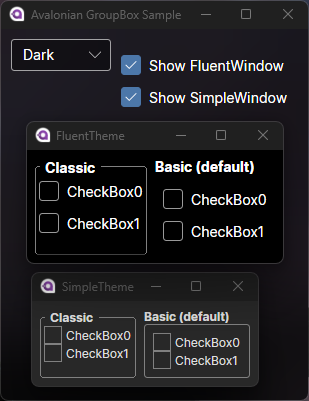 Avalonian GroupBox Sample
Dark
Show FluentWindow
Show SimpleWindow
FluentTheme
Classic
CheckBox0
CheckBox1
Basic (default)
CheckBox0
CheckBox1
SimpleTheme
Classic
CheckBox0
CheckBox1
Basic (default)
CheckBox0
CheckBox1